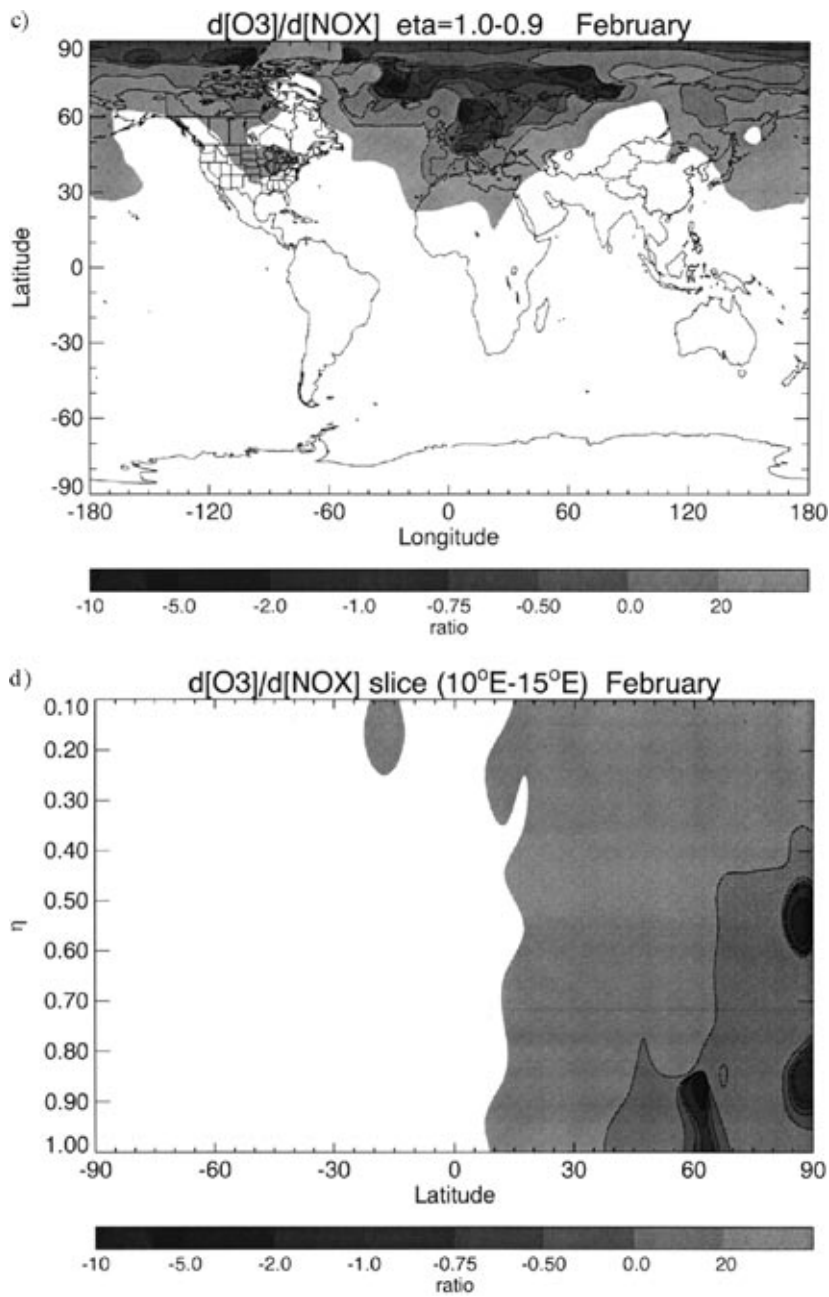 c)
d[O3]/d[NOX] eta=1.0-0.9 February
90
60
30
0
-30
-60
-90
Latitude
-180 -120 -60 0 60 120 180
Longitude
-10 -5.0 -2.0 -1.0 -0.75 -0.50 0.0 20
ratio
d)
d[O3]/d[NOX] slice (10°E-15°E) February
0.10
0.20
0.30
0.40
0.50
0.60
0.70
0.80
0.90
1.00
η
-90 -60 -30 0 30 60 90
Latitude
-10 -5.0 -2.0 -1.0 -0.75 -0.50 0.0 20
ratio